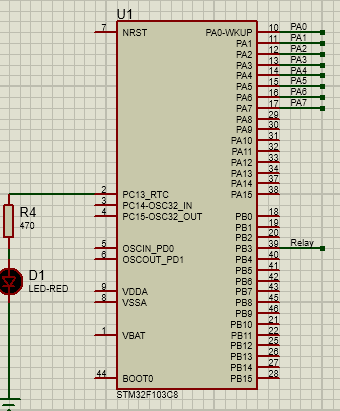 U1
7 NRST PA0-WKUP 10 PA0
PA1 11 PA1
PA2 12 PA2
PA3 13 PA3
PA4 14 PA4
PA5 15 PA5
PA6 16 PA6
PA7 17 PA7
PA8 29
PA9 30
PA10 31
PA11 32
PA12 33
PA13 34
PA14 37
2 PC13_RTC PA15 38
3 PC14-OSC32_IN
4 PC15-OSC32_OUT PB0 18
R4
470
PB1 19
PB2 20
5 OSCIN_PD0 PB3 39 Relay
6 OSCOUT_PD1 PB4 40
PB5 41
D1
LED-RED
PB6 42
9 VDDA PB7 43
8 VSSA PB8 45
PB9 46
PB10 21
1 VBAT PB11 22
PB12 25
PB13 26
PB14 27
44 BOOT0 PB15 28
STM32F103C8